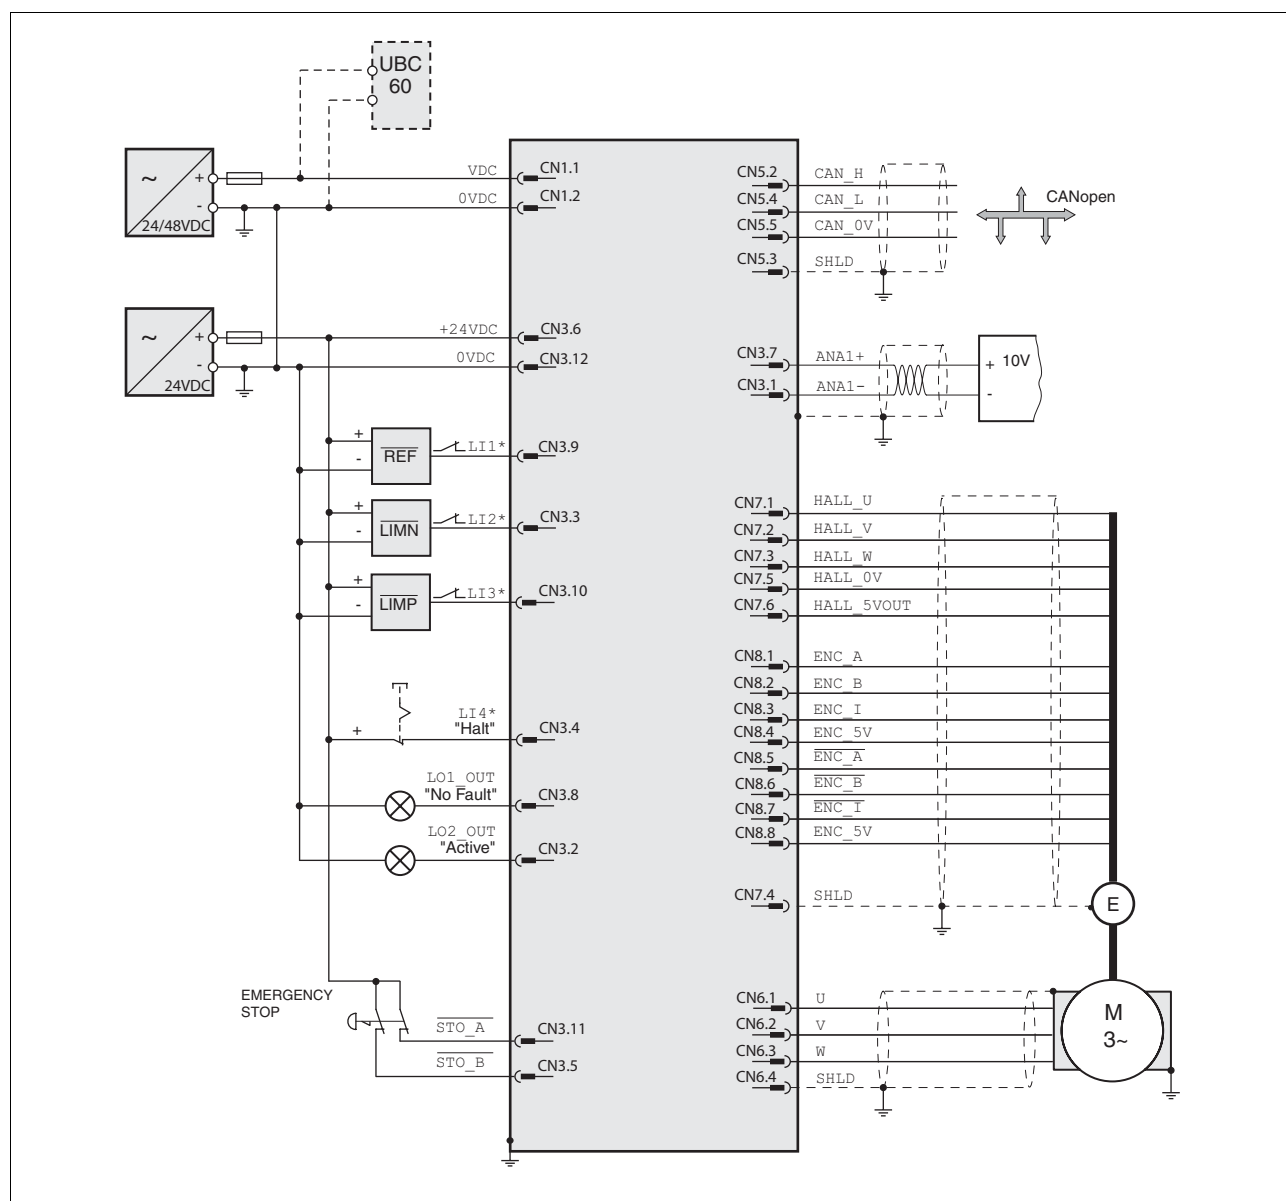 UBC
60
~
+
-
24/48VDC
VDC
CN1.1
0VDC
CN1.2
~
+
-
24VDC
+24VDC
CN3.6
0VDC
CN3.12
+
-
REF
LI1*
CN3.9
+
-
LIMN
LI2*
CN3.3
+
-
LIMP
LI3*
CN3.10
+
LI4*
"Halt"
CN3.4
LO1_OUT
"No Fault"
CN3.8
LO2_OUT
"Active"
CN3.2
EMERGENCY
STOP
STO_A
CN3.11
STO_B
CN3.5
CN5.2
CAN_H
CN5.4
CAN_L
CN5.5
CAN_0V
CN5.3
SHLD
CANopen
CN3.7
ANA1+
CN3.1
ANA1-
+ 10V
-
CN7.1
HALL_U
CN7.2
HALL_V
CN7.3
HALL_W
CN7.5
HALL_0V
CN7.6
HALL_5VOUT
CN8.1
ENC_A
CN8.2
ENC_B
CN8.3
ENC_I
CN8.4
ENC_5V
CN8.5
ENC_A
CN8.6
ENC_B
CN8.7
ENC_I
CN8.8
ENC_5V
CN7.4
SHLD
E
CN6.1
U
CN6.2
V
CN6.3
W
CN6.4
SHLD
M
3~